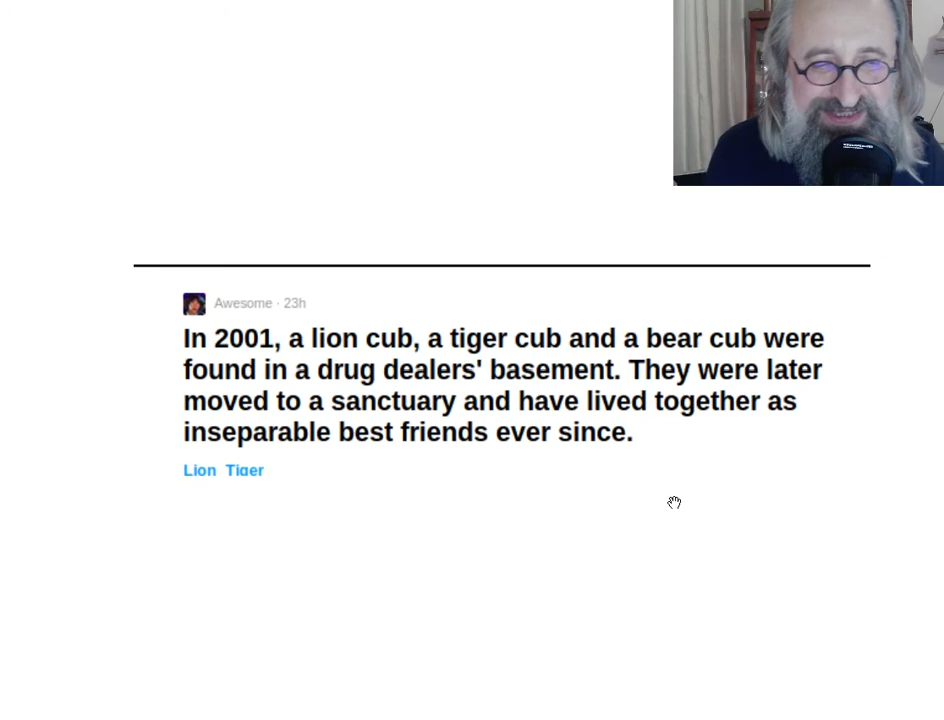 Awesome · 23h
In 2001, a lion cub, a tiger cub and a bear cub were
found in a drug dealers' basement. They were later
moved to a sanctuary and have lived together as
inseparable best friends ever since.
Lion Tiger